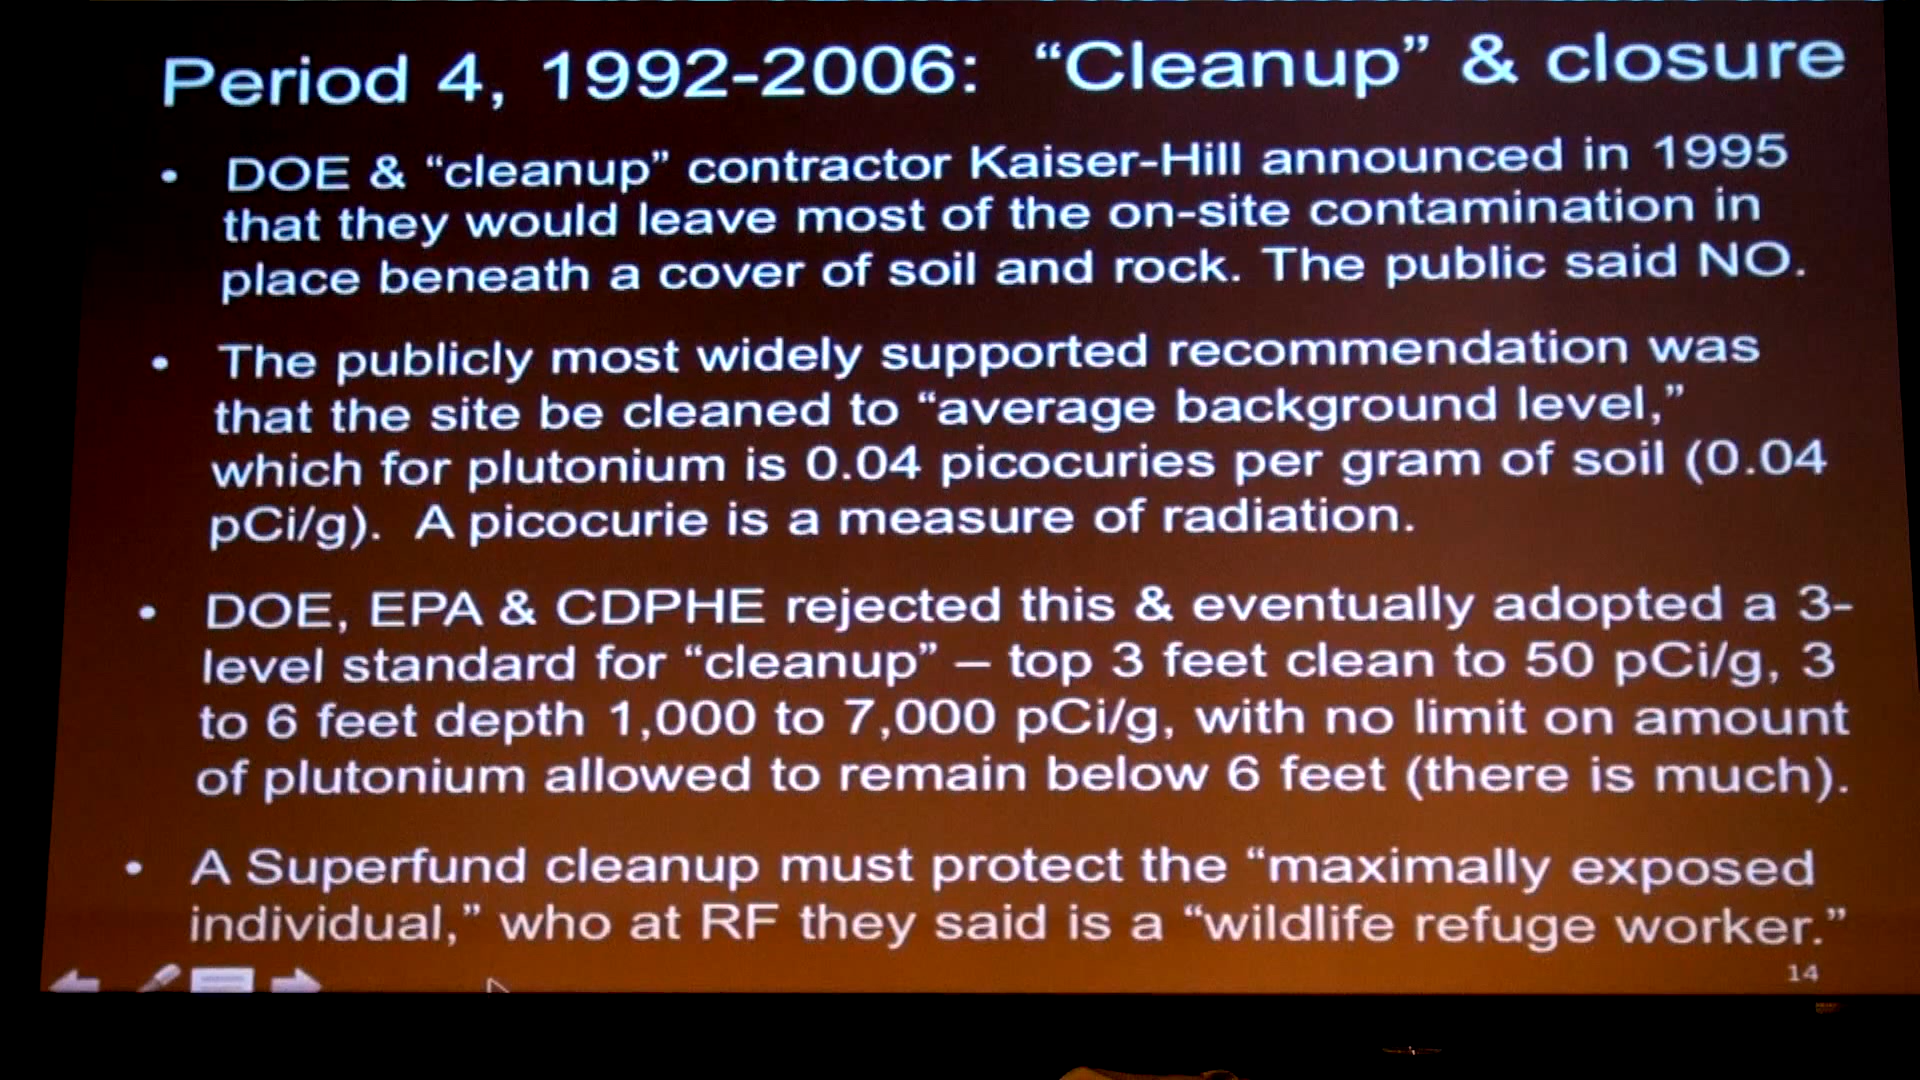 Period 4, 1992-2006: “Cleanup” & closure
• DOE & “cleanup” contractor Kaiser-Hill announced in 1995
that they would leave most of the on-site contamination in
place beneath a cover of soil and rock. The public said NO.
• The publicly most widely supported recommendation was
that the site be cleaned to “average background level,”
which for plutonium is 0.04 picocuries per gram of soil (0.04
pCi/g). A picocurie is a measure of radiation.
• DOE, EPA & CDPHE rejected this & eventually adopted a 3-
level standard for “cleanup” – top 3 feet clean to 50 pCi/g, 3
to 6 feet depth 1,000 to 7,000 pCi/g, with no limit on amount
of plutonium allowed to remain below 6 feet (there is much).
• A Superfund cleanup must protect the “maximally exposed
individual,” who at RF they said is a “wildlife refuge worker.”
14